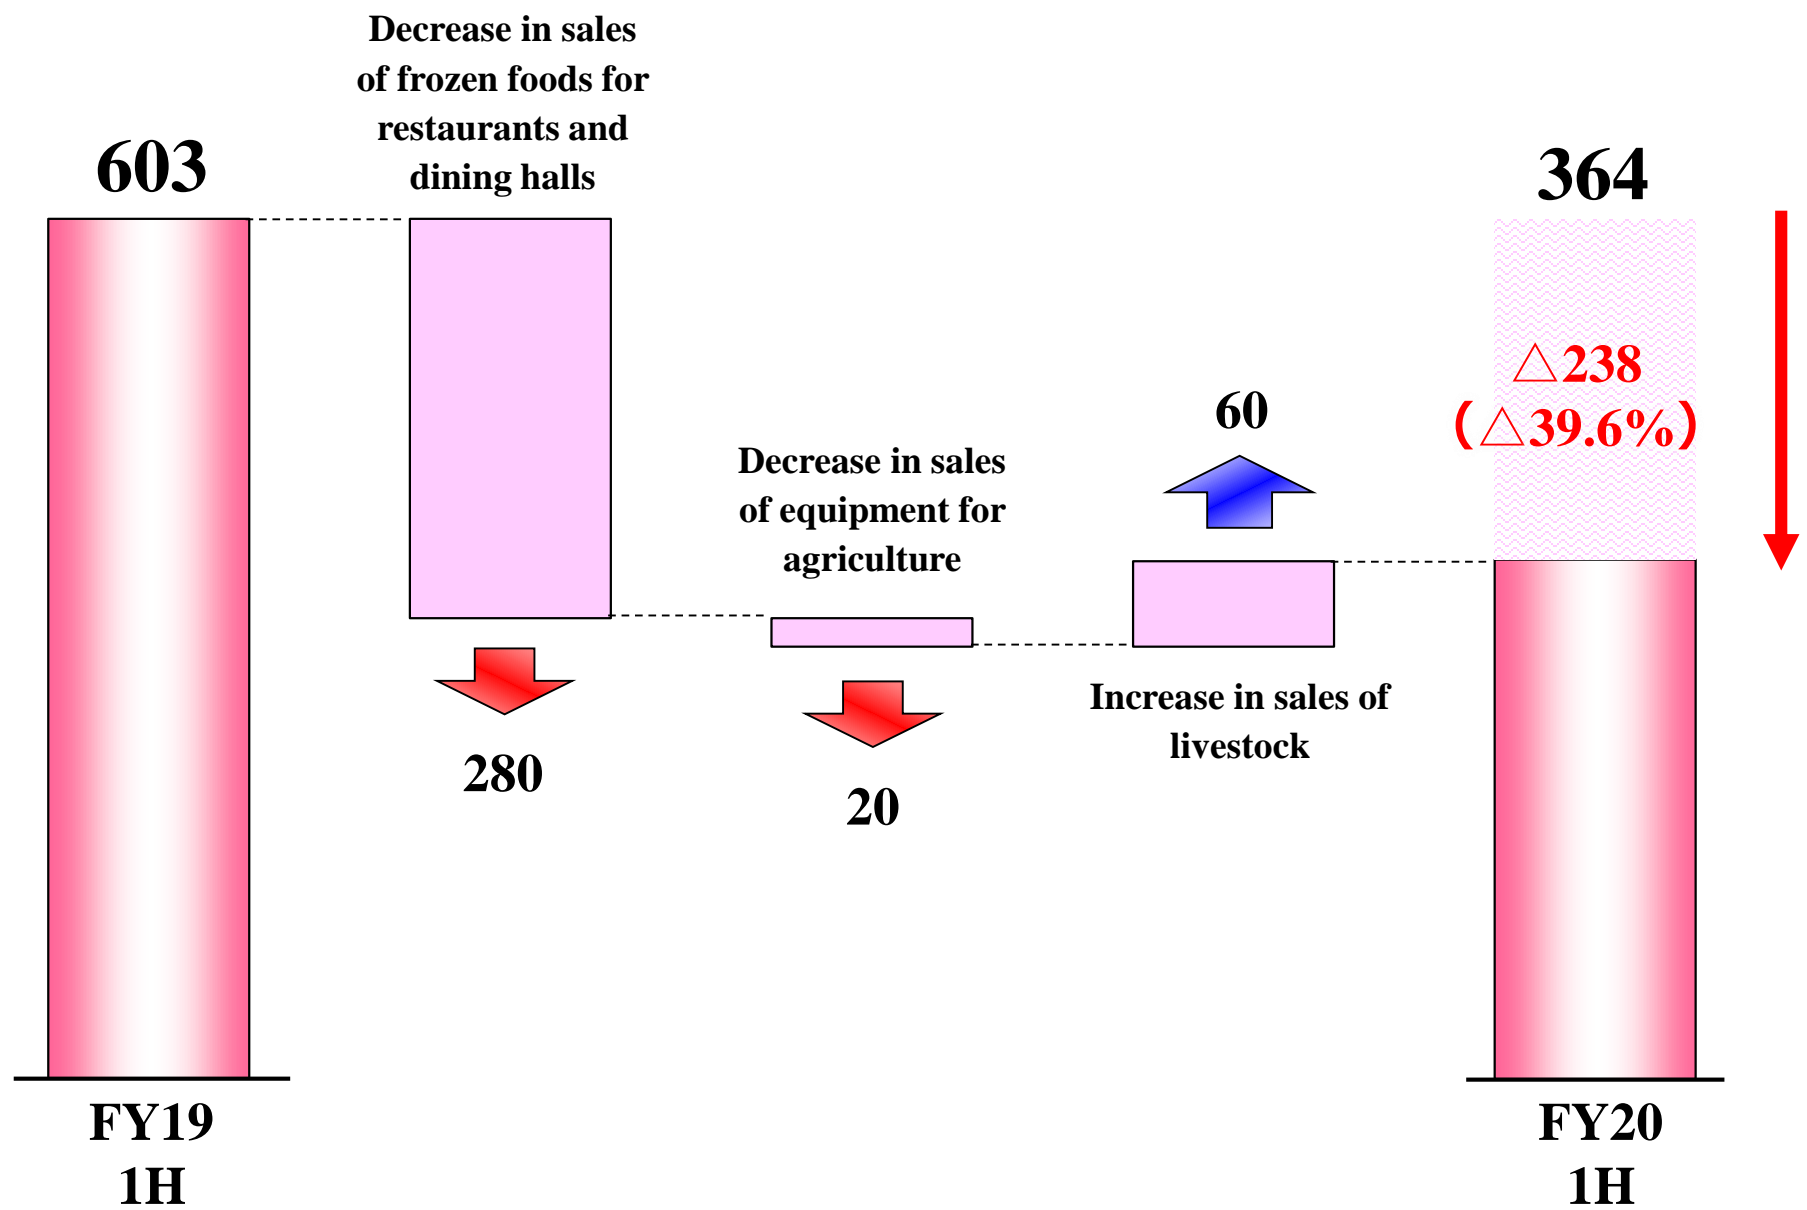 Decrease in sales
of frozen foods for
restaurants and
dining halls
603
364
△238
(△39.6%)
60
Decrease in sales
of equipment for
agriculture
Increase in sales of
livestock
280
20
FY19
1H
FY20
1H